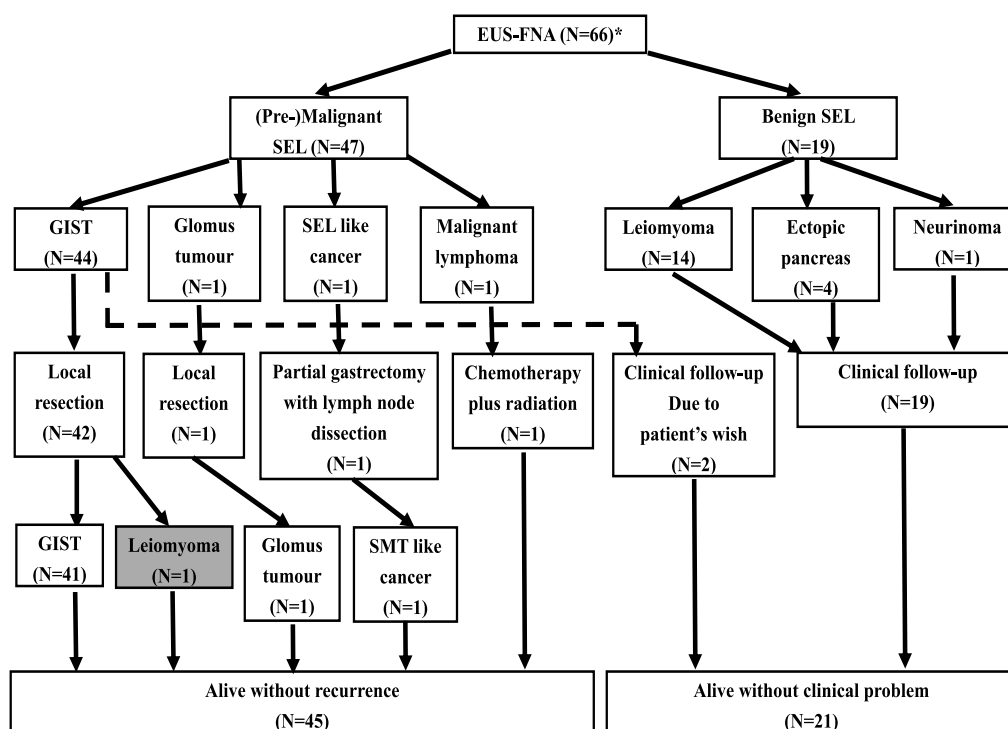 EUS-FNA (N=66)*
(Pre-)Malignant
SEL (N=47)
Benign SEL
(N=19)
GIST
(N=44)
Glomus
tumour
(N=1)
SEL like
cancer
(N=1)
Malignant
lymphoma
(N=1)
Leiomyoma
(N=14)
Ectopic
pancreas
(N=4)
Neurinoma
(N=1)
Local
resection
(N=42)
Local
resection
(N=1)
Partial gastrectomy
with lymph node
dissection
(N=1)
Chemotherapy
plus radiation
(N=1)
Clinical follow-up
Due to
patient's wish
(N=2)
Clinical follow-up
(N=19)
GIST
(N=41)
Leiomyoma
(N=1)
Glomus
tumour
(N=1)
SMT like
cancer
(N=1)
Alive without recurrence
(N=45)
Alive without clinical problem
(N=21)